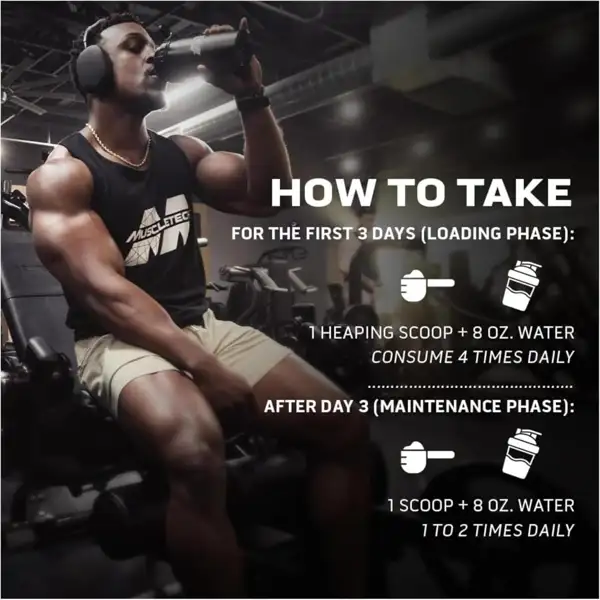 MUSCLETECH
HOW TO TAKE
FOR THE FIRST 3 DAYS (LOADING PHASE):
1 HEAPING SCOOP + 8 OZ. WATER
CONSUME 4 TIMES DAILY
AFTER DAY 3 (MAINTENANCE PHASE):
1 SCOOP + 8 OZ. WATER
1 TO 2 TIMES DAILY